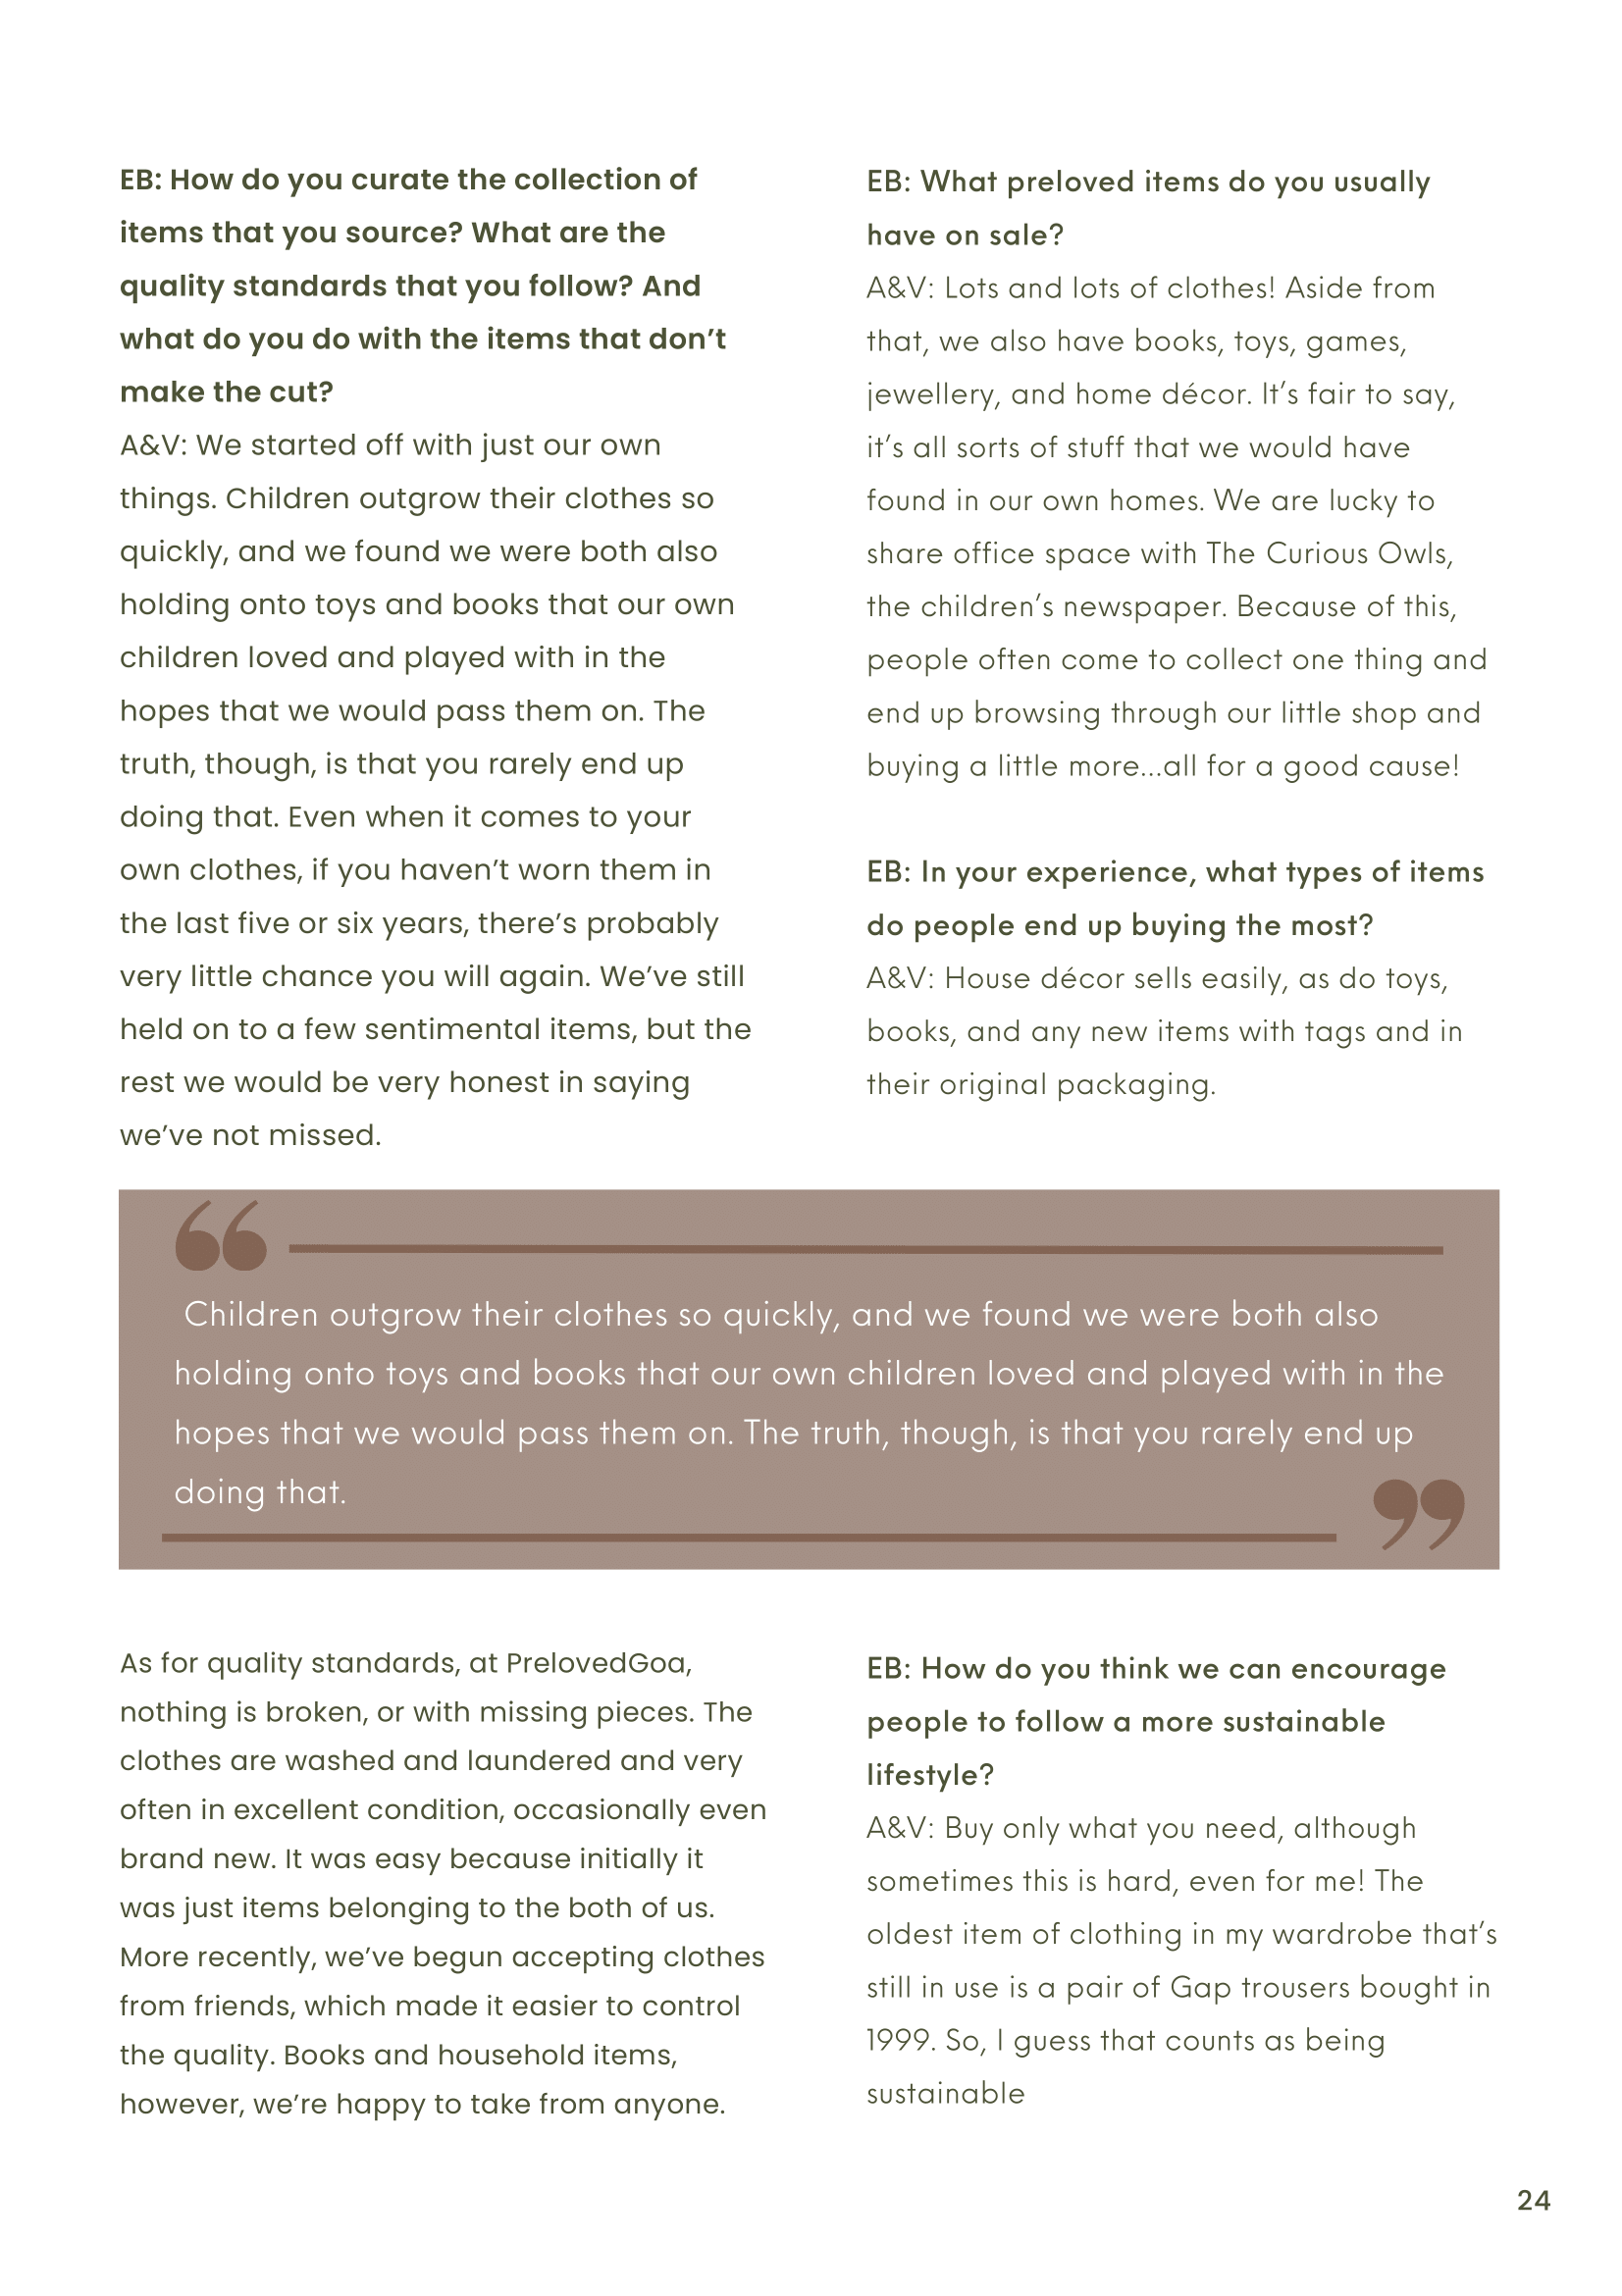 EB: How do you curate the collection of
items that you source? What are the
quality standards that you follow? And
what do you do with the items that don’t
make the cut?
A&V: We started off with just our own
things. Children outgrow their clothes so
quickly, and we found we were both also
holding onto toys and books that our own
children loved and played with in the
hopes that we would pass them on. The
truth, though, is that you rarely end up
doing that. Even when it comes to your
own clothes, if you haven’t worn them in
the last five or six years, there’s probably
very little chance you will again. We’ve still
held on to a few sentimental items, but the
rest we would be very honest in saying
we’ve not missed.
EB: What preloved items do you usually
have on sale?
A&V: Lots and lots of clothes! Aside from
that, we also have books, toys, games,
jewellery, and home décor. It’s fair to say,
it’s all sorts of stuff that we would have
found in our own homes. We are lucky to
share office space with The Curious Owls,
the children’s newspaper. Because of this,
people often come to collect one thing and
end up browsing through our little shop and
buying a little more...all for a good cause!
EB: In your experience, what types of items
do people end up buying the most?
A&V: House décor sells easily, as do toys,
books, and any new items with tags and in
their original packaging.
“
Children outgrow their clothes so quickly, and we found we were both also
holding onto toys and books that our own children loved and played with in the
hopes that we would pass them on. The truth, though, is that you rarely end up
doing that.
”
As for quality standards, at PrelovedGoa,
nothing is broken, or with missing pieces. The
clothes are washed and laundered and very
often in excellent condition, occasionally even
brand new. It was easy because initially it
was just items belonging to the both of us.
More recently, we’ve begun accepting clothes
from friends, which made it easier to control
the quality. Books and household items,
however, we’re happy to take from anyone.
EB: How do you think we can encourage
people to follow a more sustainable
lifestyle?
A&V: Buy only what you need, although
sometimes this is hard, even for me! The
oldest item of clothing in my wardrobe that’s
still in use is a pair of Gap trousers bought in
1999. So, I guess that counts as being
sustainable
24